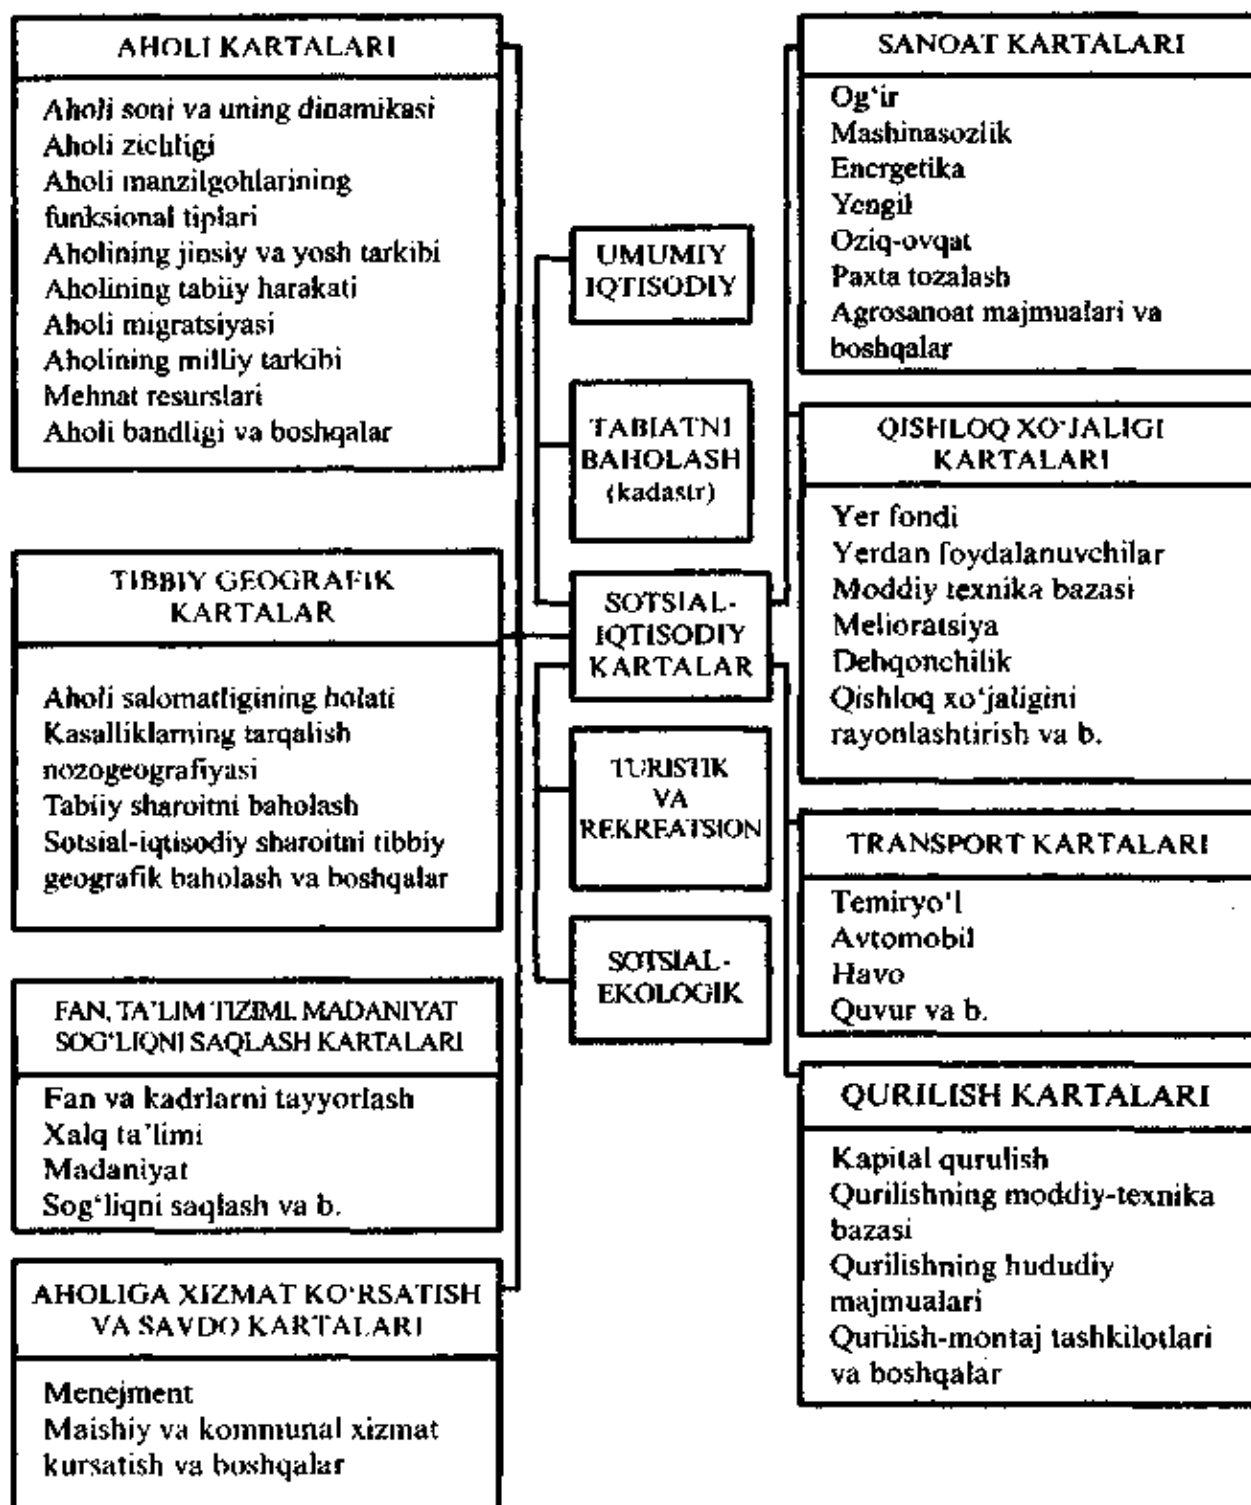 AHOLI KARTALARI
Aholi soni va uning dinamikasi
Aholi zichligi
Aholi manzilgohlarining
funksional tiplari
Aholining jinsiy va yosh tarkibi
Aholining tabiiy harakati
Aholi migratsiyasi
Aholining milliy tarkibi
Mehnat resurslari
Aholi bandligi va boshqalar
TIBBIY GEOGRAFIK
KARTALAR
Aholi salomatligining holati
Kasalliklarning tarqalish
nozogeografiyasi
Tabiiy sharoitni baholash
Sotsial-iqtisodiy sharoitni tibbiy
geografik baholash va boshqalar
FAN, TA'LIM TIZIMI, MADANIYAT
SOG‘LIQNI SAQLASH KARTALARI
Fan va kadrlarni tayyorlash
Xalq ta’limi
Madaniyat
Sog‘liqni saqlash va b.
AHOLIGA XIZMAT KO‘RSATISH
VA SAVDO KARTALARI
Menejment
Maishiy va kommunal xizmat
kursatish va boshqalar
UMUMIY
IQTISODIY
TABIATNI
BAHOLASH
(kadastr)
SOTSIAL-
IQTISODIY
KARTALAR
TURISTIK
VA
REKREATSION
SOTSIAL-
EKOLOGIK
SANOAT KARTALARI
Og‘ir
Mashinasozlik
Energetika
Yengil
Oziq-ovqat
Paxta tozalash
Agrosanoat majmualari va
boshqalar
QISHLOQ XO‘JALIGI
KARTALARI
Yer fondi
Yerdan foydalanuvchilar
Moddiy texnika bazasi
Melioratsiya
Dehqonchilik
Qishloq xo‘jaligini
rayonlashtirish va b.
TRANSPORT KARTALARI
Temiryo‘l
Avtomobil
Havo
Quvur va b.
QURILISH KARTALARI
Kapital qurulish
Qurilishning moddiy-texnika
bazasi
Qurilishning hududiy
majmualari
Qurilish-montaj tashkilotlari
va boshqalar